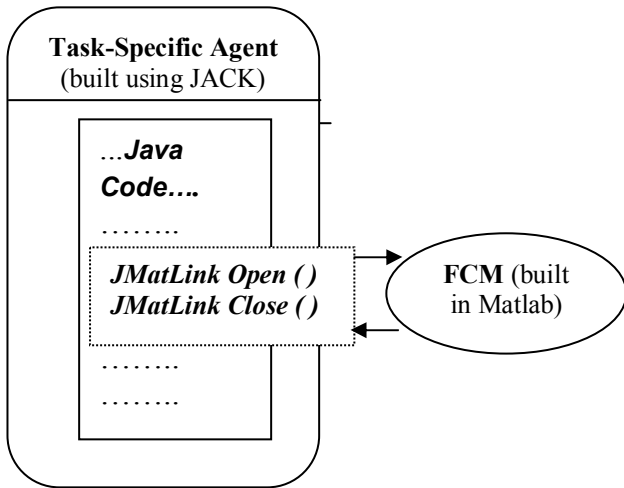 Task-Specific Agent
(built using JACK)
...Java
Code....
........
JMatLink Open ( )
JMatLink Close ( )
........
........
FCM (built
in Matlab)